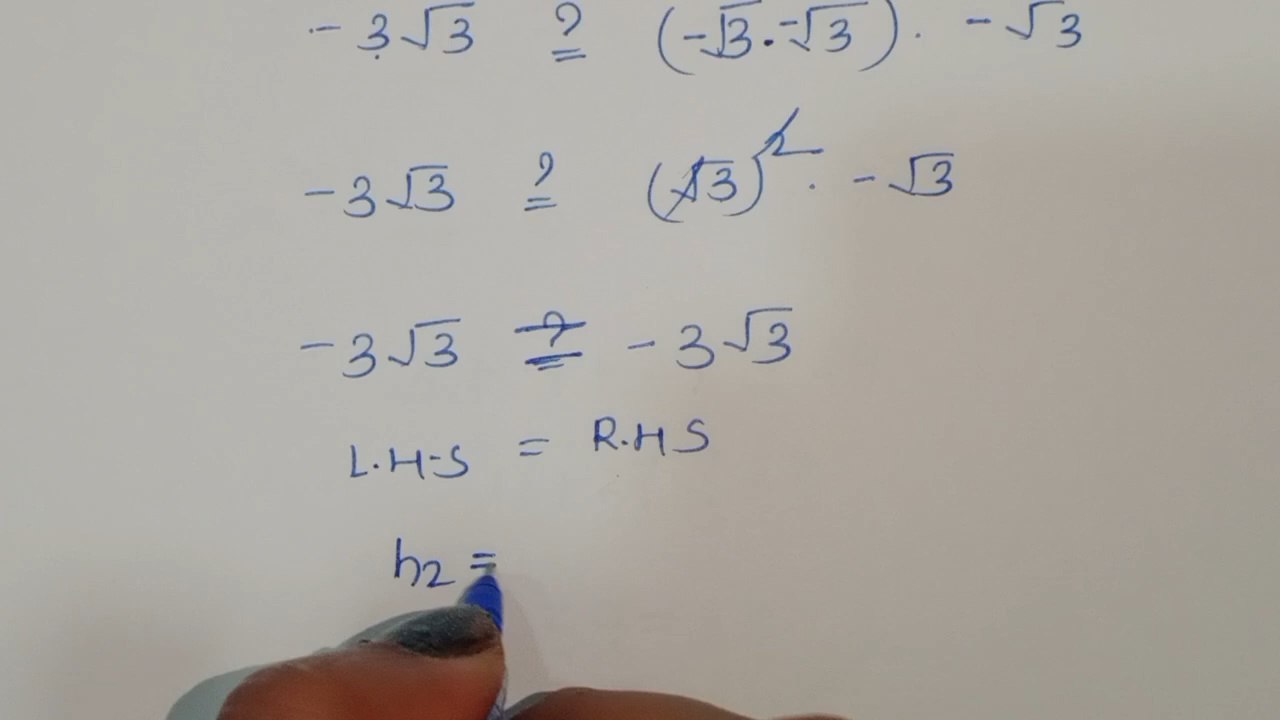 -3√3 ≟ (-√3 . -√3) . -√3
-3√3 ≟ (√3)² . -√3
-3√3 ≟ -3√3
L.H.S = R.H.S
h2 =